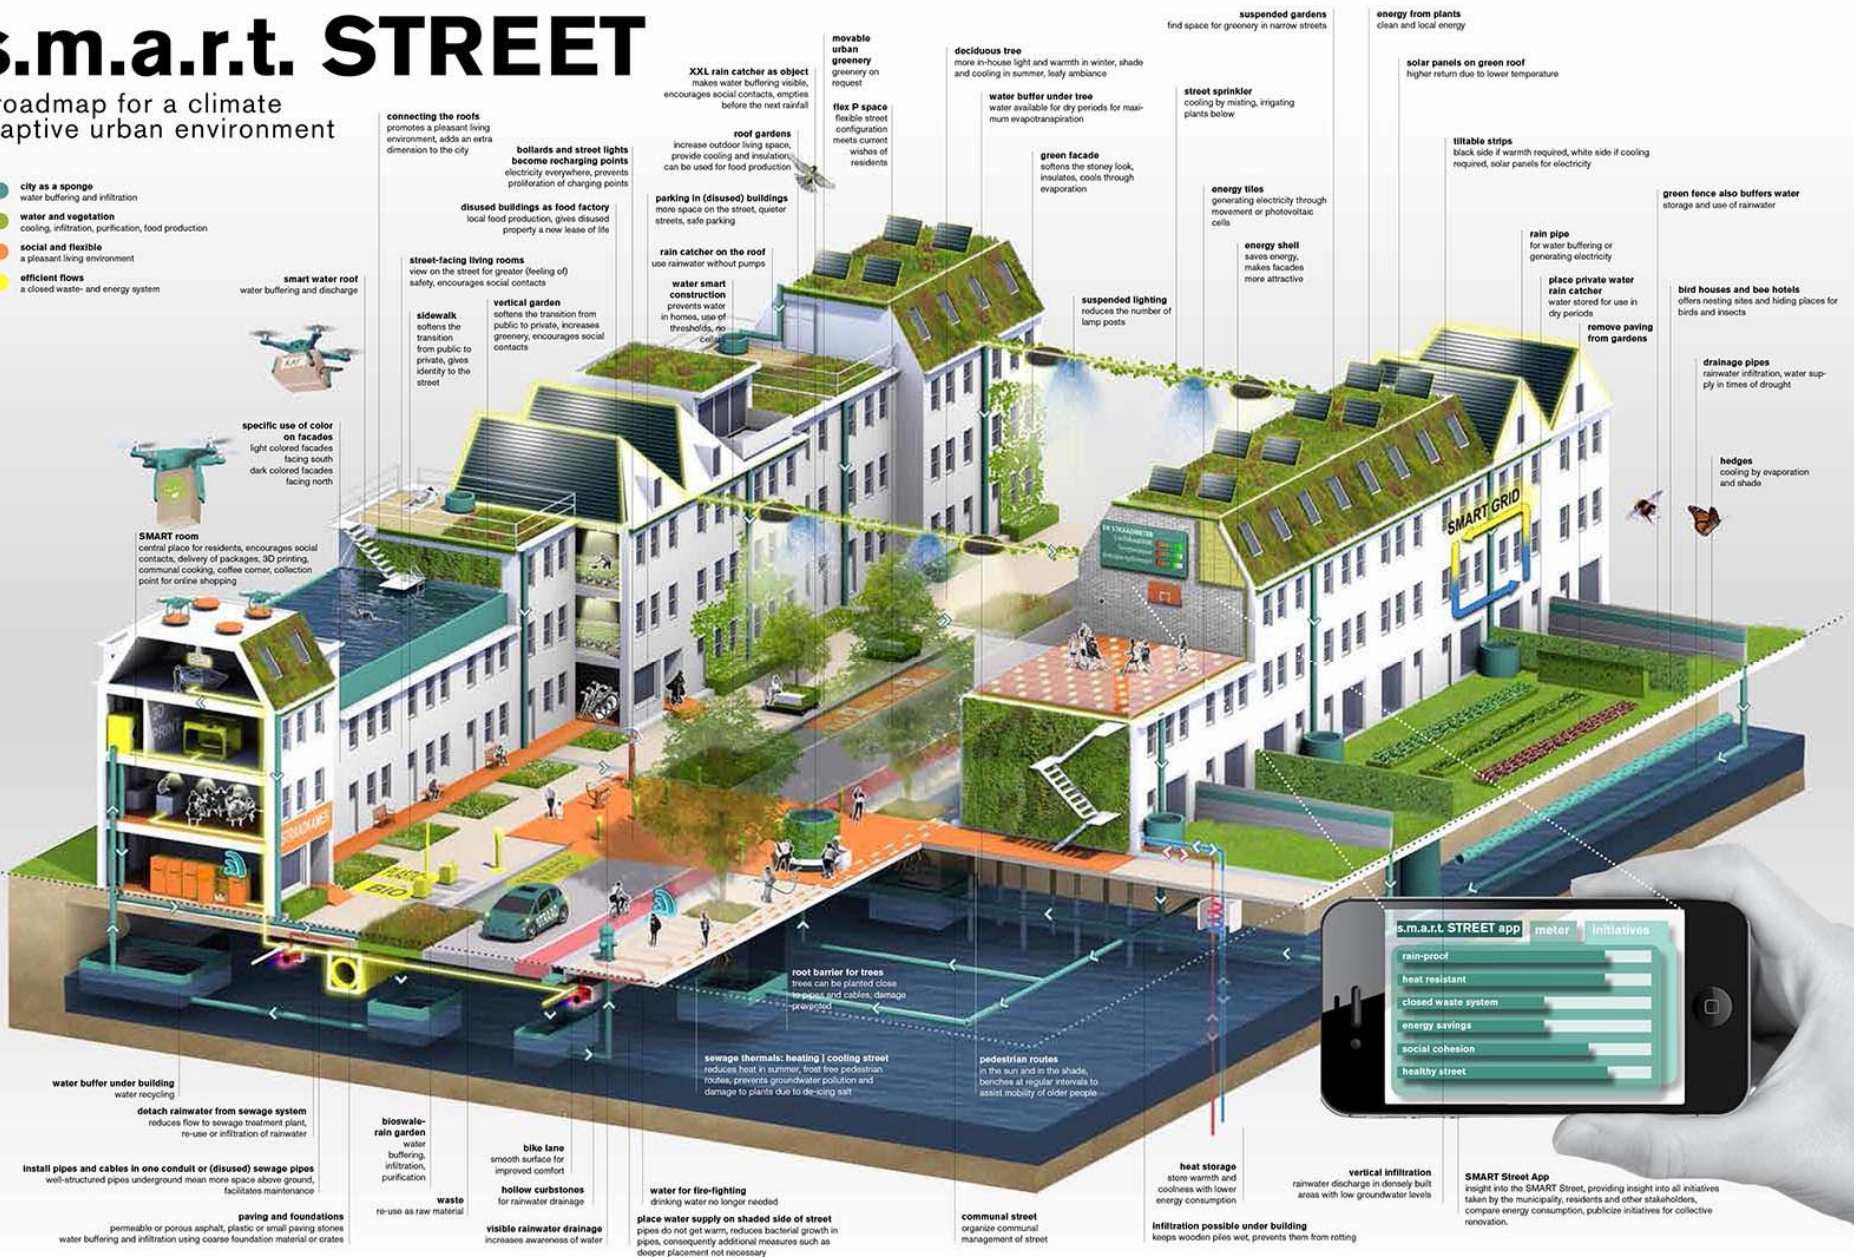 s.m.a.r.t. STREET
roadmap for a climate
aptive urban environment
city as a sponge
water buffering and infiltration
water and vegetation
cooling, infiltration, purification, food production
social and flexible
a pleasant living environment
efficient flows
a closed waste- and energy system
smart water roof
water buffering and discharge
connecting the roofs
promotes a pleasant living
environment, adds an extra
dimension to the city
bollards and street lights
become recharging points
electricity everywhere, prevents
proliferation of charging points
disused buildings as food factory
local food production, gives disused
property a new lease of life
street-facing living rooms
view on the street for greater (feeling of)
safety, encourages social contacts
sidewalk
softens the
transition
from public to
private, gives
identity to the
street
vertical garden
softens the transition from
public to private, increases
greenery, encourages social
contacts
XXL rain catcher as object
makes water buffering visible,
encourages social contacts, empties
before the next rainfall
roof gardens
increase outdoor living space,
provide cooling and insulation,
can be used for food production
parking in (disused) buildings
more space on the street, quieter
streets, safe parking
rain catcher on the roof
use rainwater without pumps
water smart
construction
prevents water
in homes, use of
thresholds, no
cellars
movable
urban
greenery
greenery on
request
flex P space
flexible street
configuration
meets current
wishes of
residents
deciduous tree
more in-house light and warmth in winter, shade
and cooling in summer, leafy ambiance
water buffer under tree
water available for dry periods for maxi-
mum evapotranspiration
green facade
softens the stoney look,
insulates, cools through
evaporation
suspended lighting
reduces the number of
lamp posts
suspended gardens
find space for greenery in narrow streets
street sprinkler
cooling by misting, irrigating
plants below
energy tiles
generating electricity through
movement or photovoltaic
cells
energy shell
saves energy,
makes facades
more attractive
energy from plants
clean and local energy
solar panels on green roof
higher return due to lower temperature
tiltable strips
black side if warmth required, white side if cooling
required, solar panels for electricity
green fence also buffers water
storage and use of rainwater
rain pipe
for water buffering or
generating electricity
place private water
rain catcher
water stored for use in
dry periods
remove paving
from gardens
bird houses and bee hotels
offers nesting sites and hiding places for
birds and insects
drainage pipes
rainwater infiltration, water sup-
ply in times of drought
hedges
cooling by evaporation
and shade
specific use of color
on facades
light colored facades
facing south
dark colored facades
facing north
SMART room
central place for residents, encourages social
contacts, delivery of packages, 3D printing,
communal cooking, coffee corner, collection
point for online shopping
SMART GRID
3D
PRINT
STRAADKAMER
PLASTIC
BIO
STRAAD
root barrier for trees
trees can be planted close
to pipes and cables, damage
prevented
sewage thermals: heating | cooling street
reduces heat in summer, frost free pedestrian
routes, prevents groundwater pollution and
damage to plants due to de-icing salt
pedestrian routes
in the sun and in the shade,
benches at regular intervals to
assist mobility of older people
s.m.a.r.t. STREET app
meter
initiatives
rain-proof
heat resistant
closed waste system
energy savings
social cohesion
healthy street
water buffer under building
water recycling
detach rainwater from sewage system
reduces flow to sewage treatment plant,
re-use or infiltration of rainwater
install pipes and cables in one conduit or (disused) sewage pipes
well-structured pipes underground mean more space above ground,
facilitates maintenance
paving and foundations
permeable or porous asphalt, plastic or small paving stones
water buffering and infiltration using coarse foundation material or crates
bioswale-
rain garden
water
buffering,
infiltration,
purification
waste
re-use as raw material
bike lane
smooth surface for
improved comfort
hollow curbstones
for rainwater drainage
visible rainwater drainage
increases awareness of water
water for fire-fighting
drinking water no longer needed
place water supply on shaded side of street
pipes do not get warm, reduces bacterial growth in
pipes, consequently additional measures such as
deeper placement not necessary
communal street
organize communal
management of street
heat storage
store warmth and
coolness with lower
energy consumption
infiltration possible under building
keeps wooden piles wet, prevents them from rotting
vertical infiltration
rainwater discharge in densely built
areas with low groundwater levels
SMART Street App
insight into the SMART Street, providing insight into all initiatives
taken by the municipality, residents and other stakeholders,
compare energy consumption, publicize initiatives for collective
renovation.